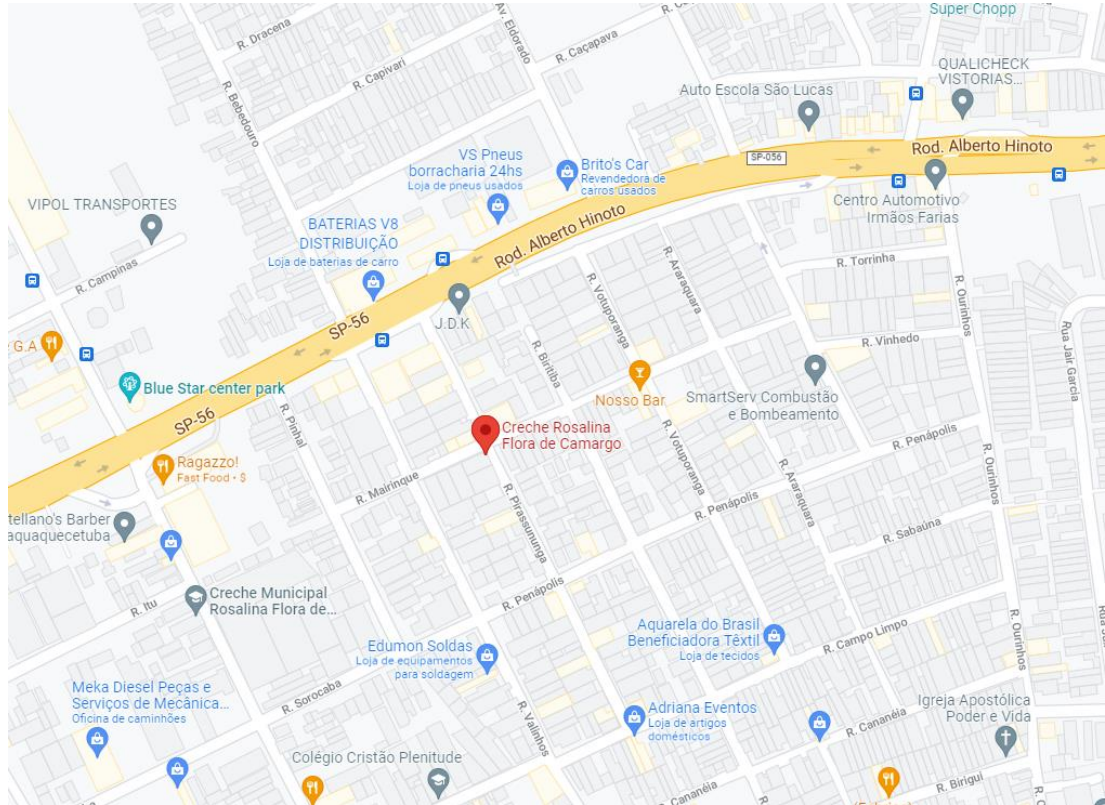 Super Chopp
R. Dracena
Av. Eldorado
R. Caçapava
R. Capivari
R. Bebedouro
QUALICHECK
VISTORIAS...
Auto Escola São Lucas
SP-056
Rod. Alberto Hinoto
VS Pneus
borracharia 24hs
Loja de pneus usados
Brito's Car
Revendedora de
carros usados
Centro Automotivo
Irmãos Farias
VIPOL TRANSPORTES
BATERIAS V8
DISTRIBUIÇÃO
Loja de baterias de carro
Rod. Alberto Hinoto
R. Campinas
R. Araraquara
R. Torrinha
R. Ourinhos
R. Votuporanga
SP-56
J.D.K
G.A
R. Biritiba
R. Vinhedo
Rua Jair Garcia
Blue Star center park
Nosso Bar
SmartServ Combustão
e Bombeamento
SP-56
R. Pinhal
Creche Rosalina
Flora de Camargo
R. Votuporanga
R. Penápolis
Ragazzo!
Fast Food • $
R. Mairinque
R. Araraquara
R. Ourinhos
R. Pirassununga
R. Penápolis
tellano's Barber
aquaquecetuba
R. Sabaúna
R. Penápolis
R. Itu
Creche Municipal
Rosalina Flora de...
Aquarela do Brasil
Beneficiadora Têxtil
Loja de tecidos
R. Campo Limpo
R. Ourinhos
Edumon Soldas
Loja de equipamentos
para soldagem
Meka Diesel Peças e
Serviços de Mecânica...
Oficina de caminhões
R. Sorocaba
R. Valinhos
Adriana Eventos
Loja de artigos
domésticos
R. Cananéia
Igreja Apostólica
Poder e Vida
Colégio Cristão Plenitude
R. Cananéia
R. Birigui